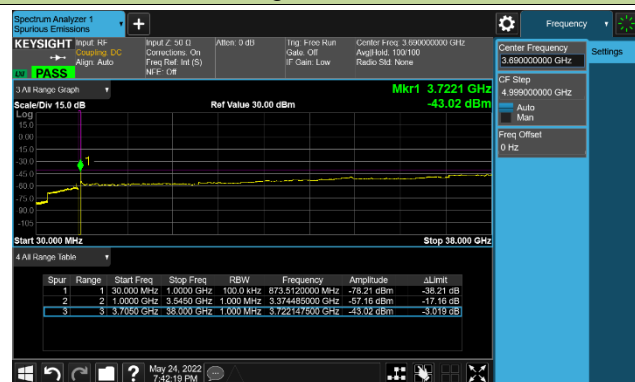 Spectrum Analyzer 1
Spurious Emissions
Frequency
KEYSIGHT
Input: RF
Coupling: DC
Align: Auto
Input Z: 50 Ω
Corrections: On
Freq Ref: Int (S)
NFE: Off
Atten: 0 dB
Trig: Free Run
Gate: Off
IF Gain: Low
Center Freq: 3.690000000 GHz
Avg|Hold: 100/100
Radio Std: None
PASS
Center Frequency
3.690000000 GHz
Settings
CF Step
4.999000000 GHz
Auto
Man
Freq Offset
0 Hz
3 All Range Graph
Mkr1 3.7221 GHz
-43.02 dBm
Scale/Div 15.0 dB
Ref Value 30.00 dBm
Log
15.0
0.00
-15.0
-30.0
-45.0
-60.0
-75.0
-90.0
-105
1
Start 30.000 MHz
Stop 38.000 GHz
4 All Range Table
Spur Range Start Freq Stop Freq RBW Frequency Amplitude ΔLimit
1 1 30.000 MHz 1.0000 GHz 100.0 kHz 873.5120000 MHz -78.21 dBm -38.21 dB
2 2 1.0000 GHz 3.5450 GHz 1.000 MHz 3.374485000 GHz -57.16 dBm -17.16 dB
3 3 3.7050 GHz 38.000 GHz 1.000 MHz 3.722147500 GHz -43.02 dBm -3.019 dB
May 24, 2022
7:42:19 PM